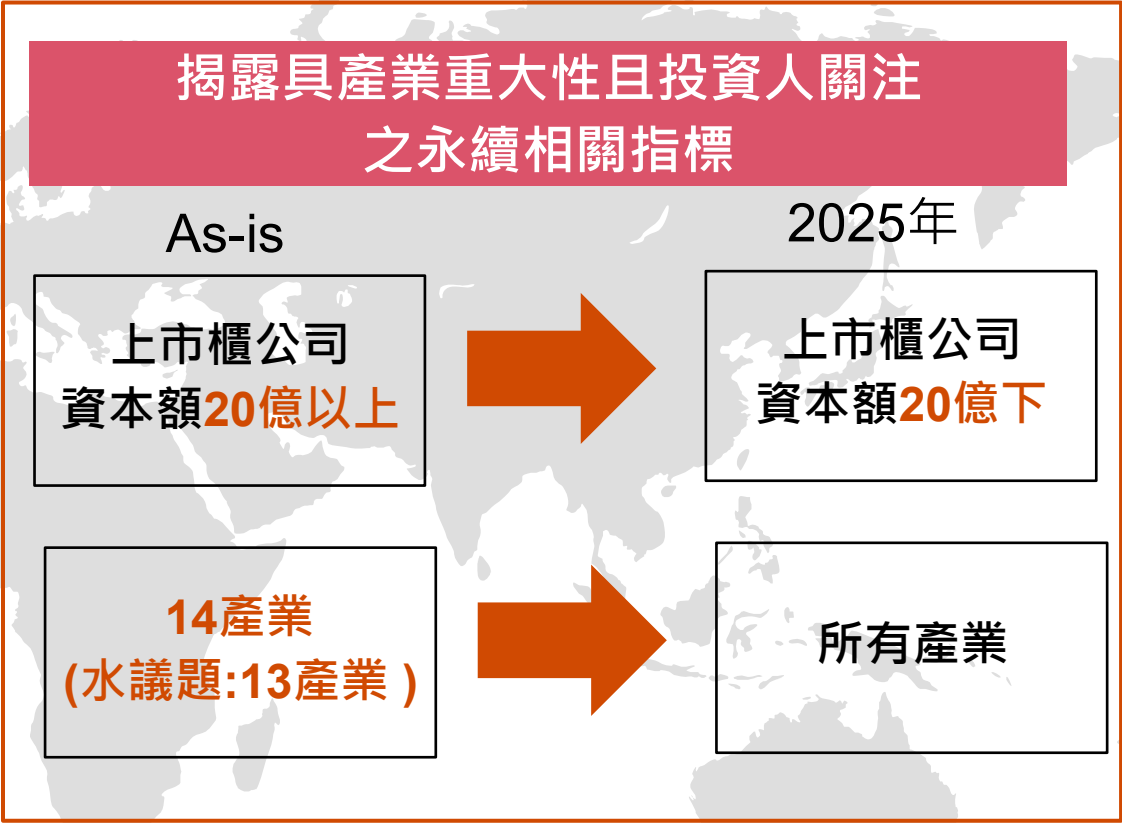 揭露具產業重大性且投資人關注
之永續相關指標
As-is
2025年
上市櫃公司
資本額20億以上
上市櫃公司
資本額20億下
14產業
(水議題:13產業 )
所有產業